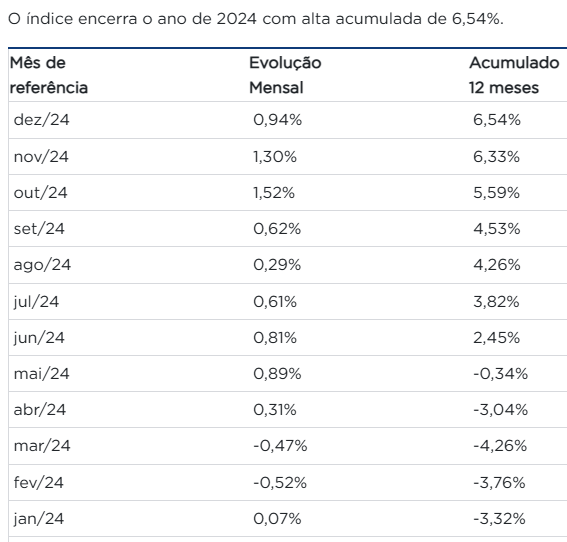 O índice encerra o ano de 2024 com alta acumulada de 6,54%.
Mês de referência Evolução Mensal Acumulado 12 meses
dez/24 0,94% 6,54%
nov/24 1,30% 6,33%
out/24 1,52% 5,59%
set/24 0,62% 4,53%
ago/24 0,29% 4,26%
jul/24 0,61% 3,82%
jun/24 0,81% 2,45%
mai/24 0,89% -0,34%
abr/24 0,31% -3,04%
mar/24 -0,47% -4,26%
fev/24 -0,52% -3,76%
jan/24 0,07% -3,32%